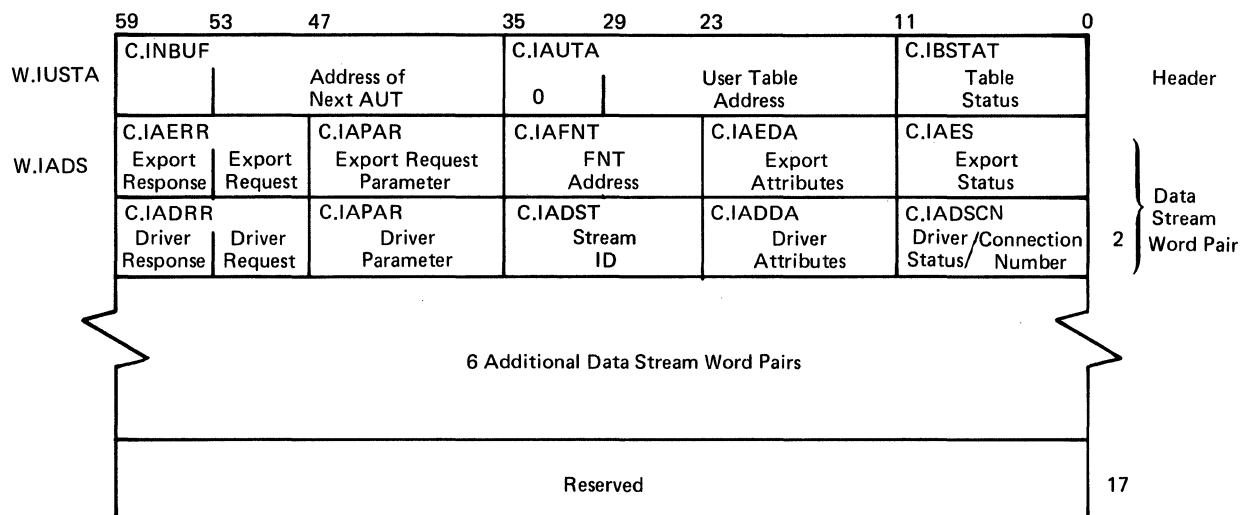 59 53 47 35 29 23 11 0
W.IUSTA C.INBUF C.IAUTA C.IBSTAT
Address of User Table Table Header
Next AUT 0 Address Status
W.IADS C.IAERR C.IAPAR C.IAFNT C.IAEDA C.IAES
Export Export Export Request FNT Export Export
Response Request Parameter Address Attributes Status
C.IADRR C.IAPAR C.IADST C.IADDA C.IADSCN
Driver Driver Driver Stream Driver Driver /Connection
Response Request Parameter ID Attributes Status/ Number
2 Data
Stream
Word Pair
6 Additional Data Stream Word Pairs
Reserved 17